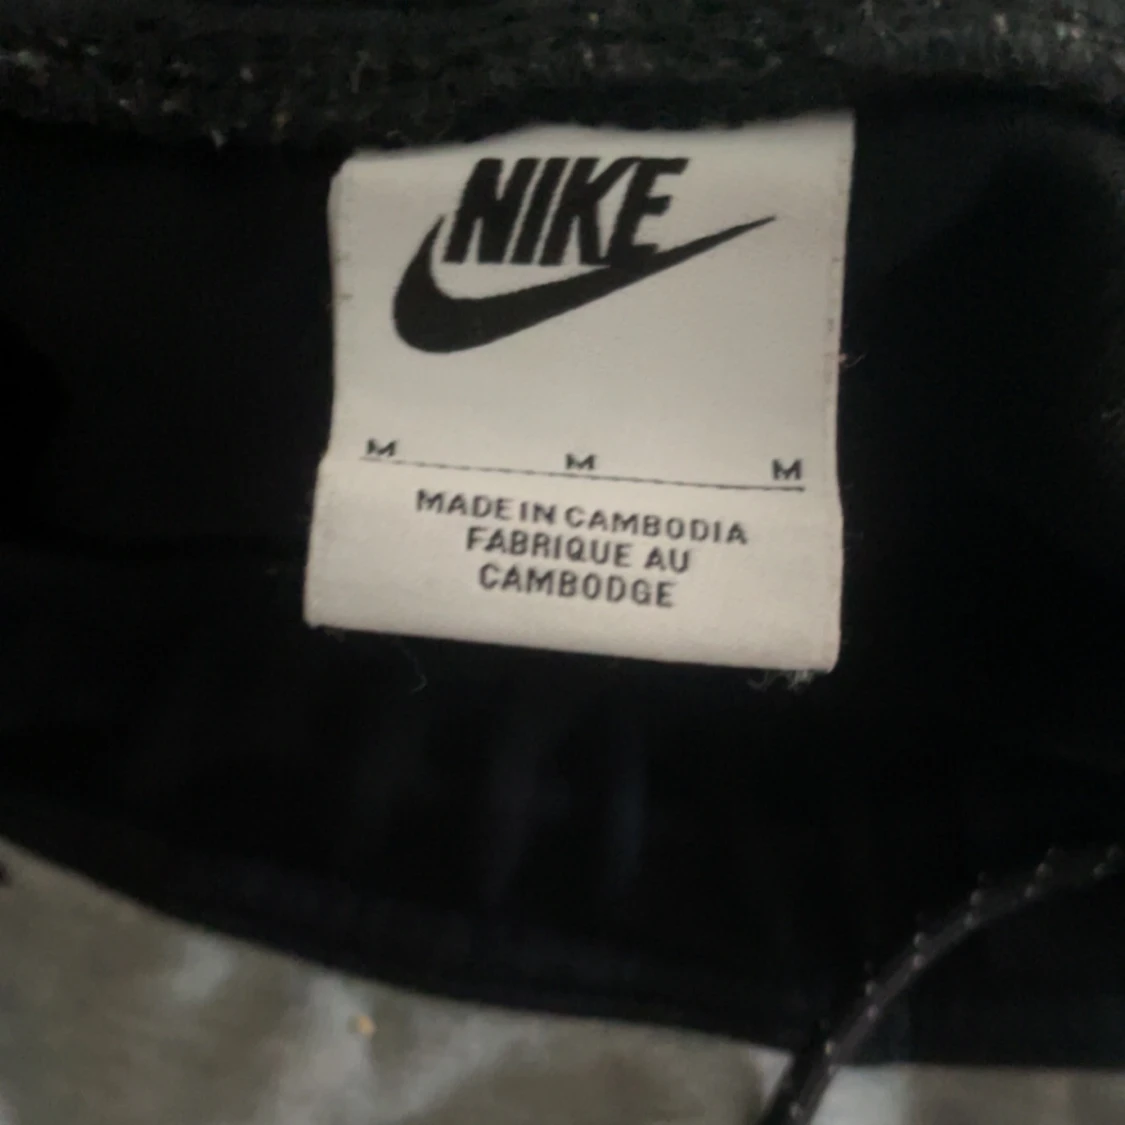 NIKE
M M M
MADE IN CAMBODIA
FABRIQUE AU
CAMBODGE